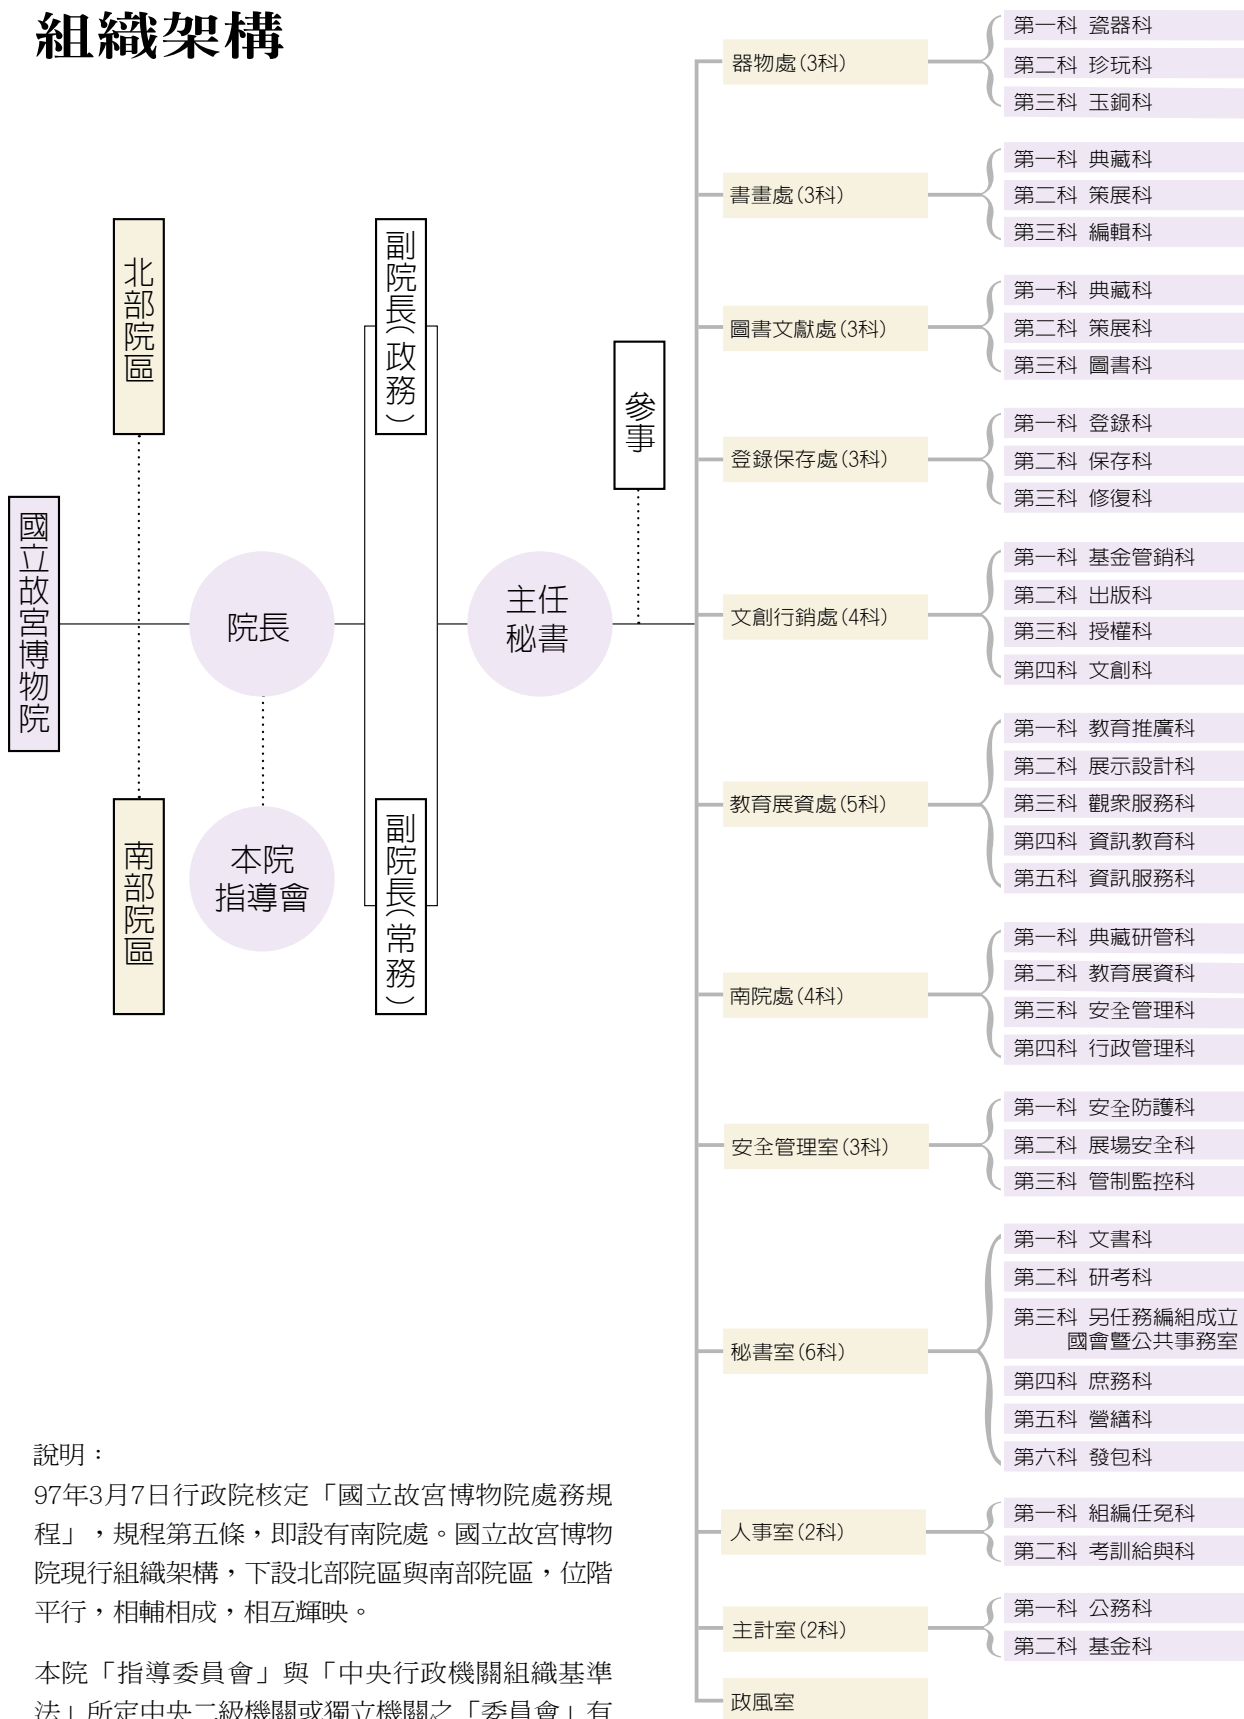 組織架構
國立故宮博物院
北部院區
南部院區
院長
本院
指導會
副院長(政務)
副院長(常務)
主任
秘書
參事
器物處(3科)
第一科 瓷器科
第二科 珍玩科
第三科 玉銅科
書畫處(3科)
第一科 典藏科
第二科 策展科
第三科 編輯科
圖書文獻處(3科)
第一科 典藏科
第二科 策展科
第三科 圖書科
登錄保存處(3科)
第一科 登錄科
第二科 保存科
第三科 修復科
文創行銷處(4科)
第一科 基金管銷科
第二科 出版科
第三科 授權科
第四科 文創科
教育展資處(5科)
第一科 教育推廣科
第二科 展示設計科
第三科 觀眾服務科
第四科 資訊教育科
第五科 資訊服務科
南院處(4科)
第一科 典藏研管科
第二科 教育展資科
第三科 安全管理科
第四科 行政管理科
安全管理室(3科)
第一科 安全防護科
第二科 展場安全科
第三科 管制監控科
秘書室(6科)
第一科 文書科
第二科 研考科
第三科 另任務編組成立
國會暨公共事務室
第四科 庶務科
第五科 營繕科
第六科 發包科
人事室(2科)
第一科 組編任免科
第二科 考訓給與科
主計室(2科)
第一科 公務科
第二科 基金科
政風室
說明：
97年3月7日行政院核定「國立故宮博物院處務規
程」，規程第五條，即設有南院處。國立故宮博物
院現行組織架構，下設北部院區與南部院區，位階
平行，相輔相成，相互輝映。
本院「指導委員會」與「中央行政機關組織基準
法」所定中央二級機關或獨立機關之「委員會」有